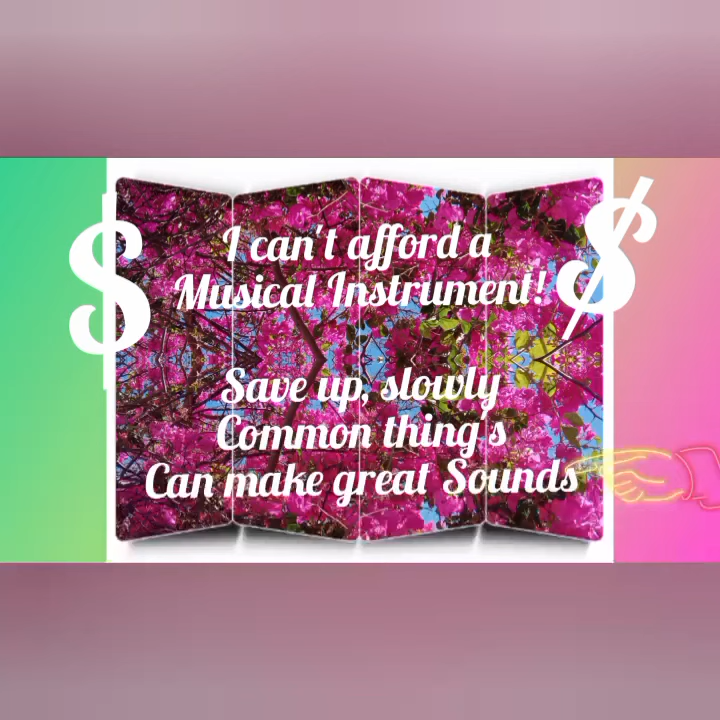 $ $
I can't afford a
Musical Instrument!
Save up, slowly
Common thing's
Can make great Sounds